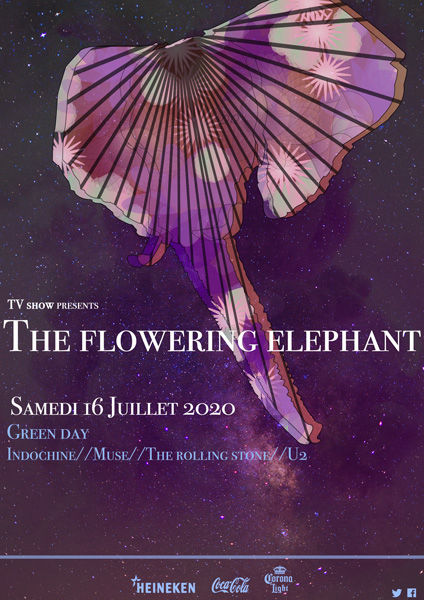 TV show presents
The flowering elephant
Samedi 16 Juillet 2020
Green day
Indochine//Muse//The rolling stone//U2
HEINEKEN Coca-Cola Corona Light